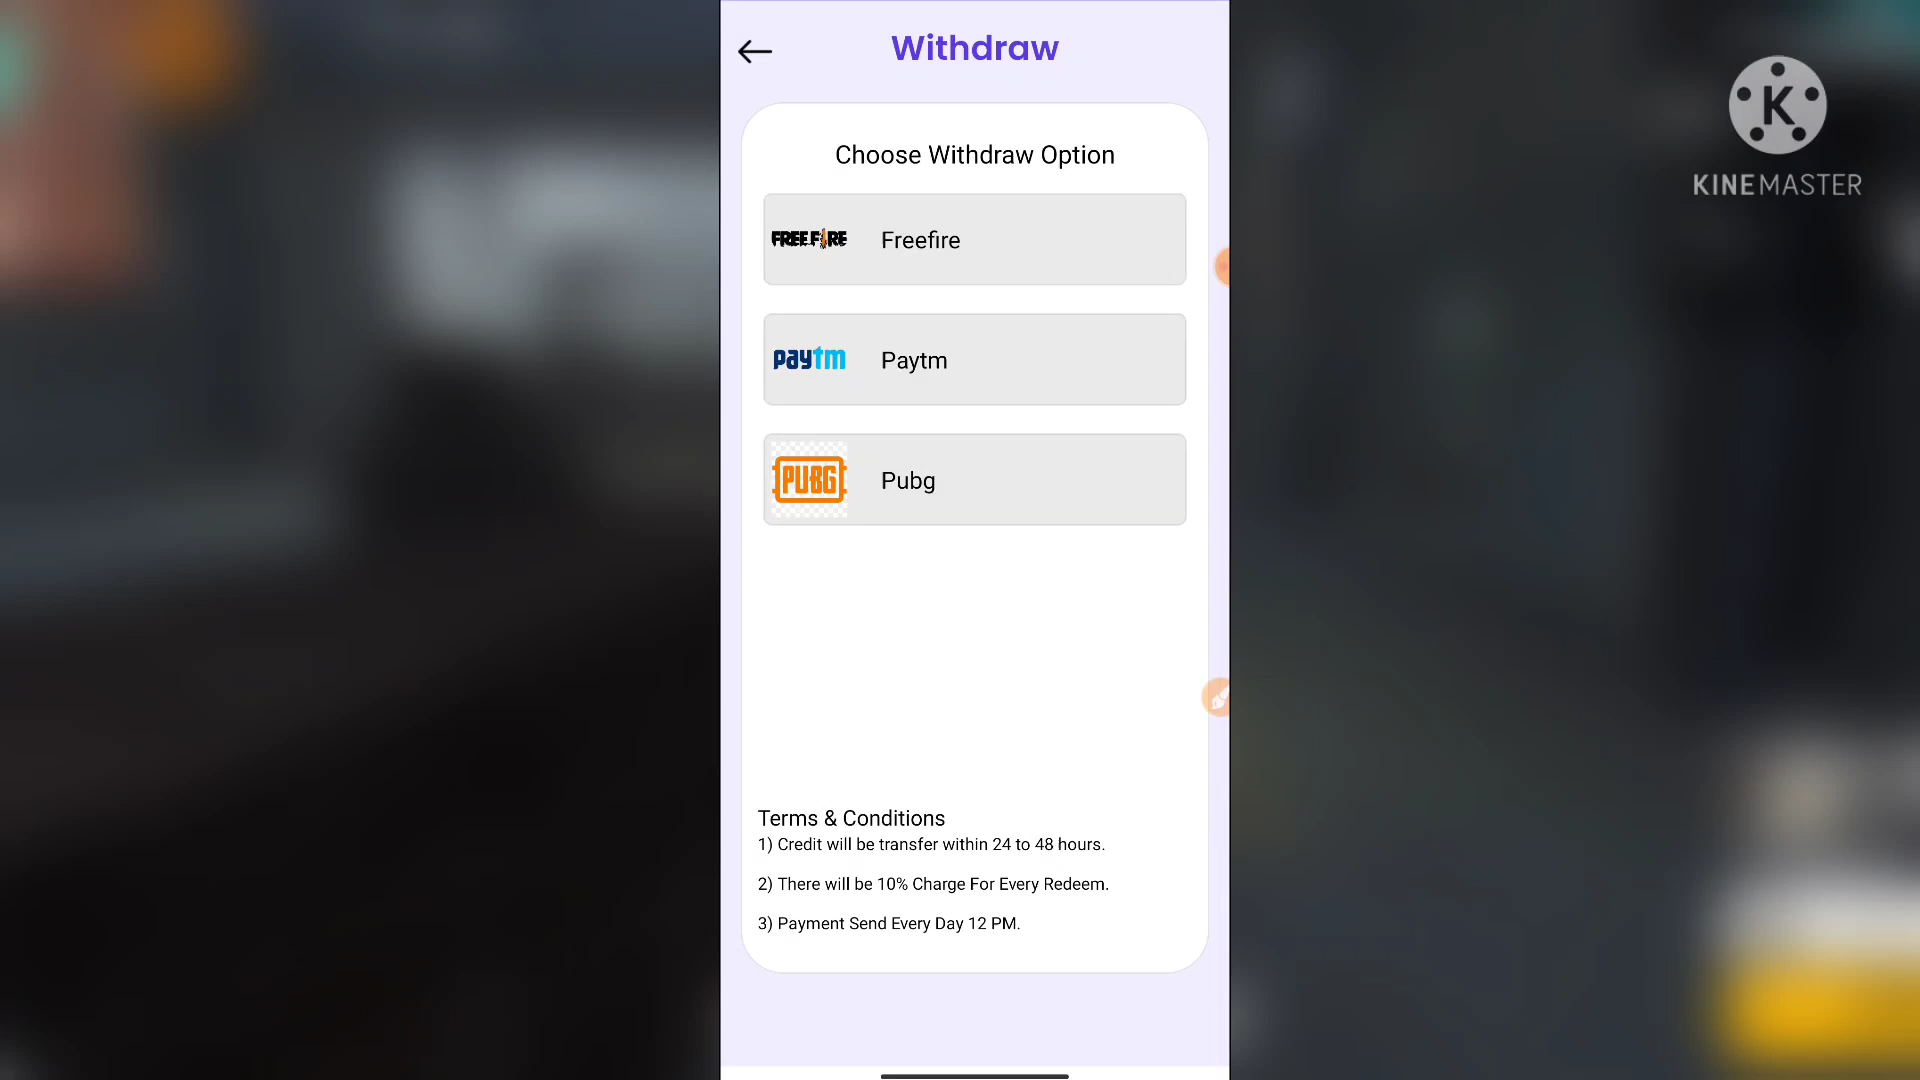 Withdraw
Choose Withdraw Option
FREE FIRE
Freefire
paytm
Paytm
PUBG
Pubg
Terms & Conditions
1) Credit will be transfer within 24 to 48 hours.
2) There will be 10% Charge For Every Redeem.
3) Payment Send Every Day 12 PM.
K
KINEMASTER